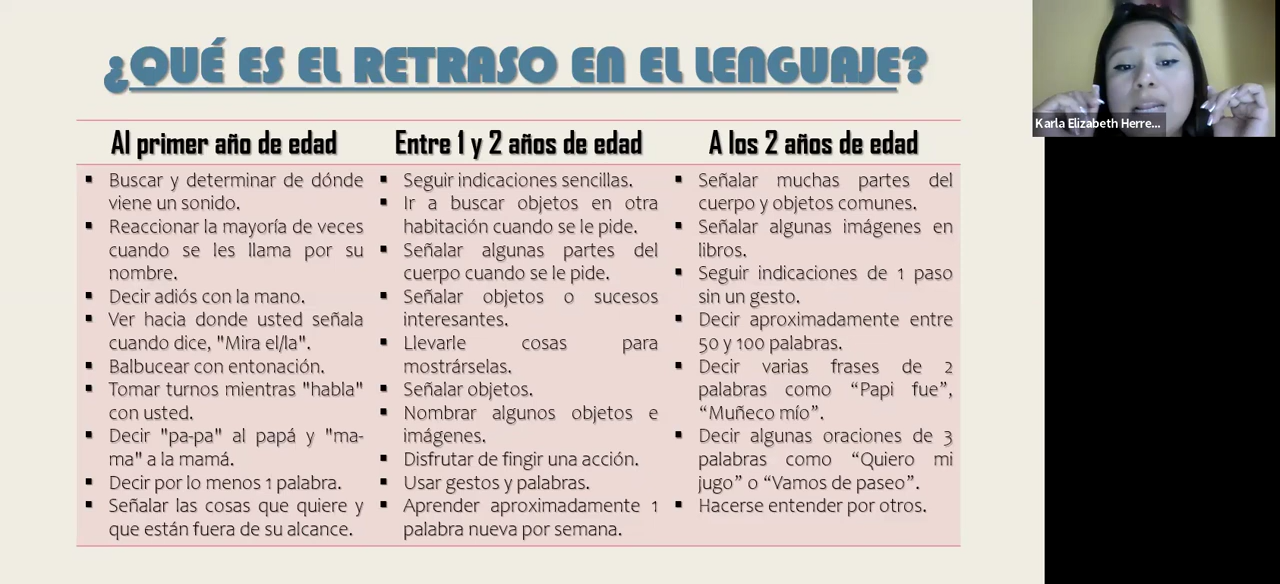 ¿QUÉ ES EL RETRASO EN EL LENGUAJE?
Karla Elizabeth Herre...
Al primer año de edad
▪ Buscar y determinar de dónde
viene un sonido.
▪ Reaccionar la mayoría de veces
cuando se les llama por su
nombre.
▪ Decir adiós con la mano.
▪ Ver hacia donde usted señala
cuando dice, "Mira el/la".
▪ Balbucear con entonación.
▪ Tomar turnos mientras "habla"
con usted.
▪ Decir "pa-pa" al papá y "ma-
ma" a la mamá.
▪ Decir por lo menos 1 palabra.
▪ Señalar las cosas que quiere y
que están fuera de su alcance.
Entre 1 y 2 años de edad
▪ Seguir indicaciones sencillas.
▪ Ir a buscar objetos en otra
habitación cuando se le pide.
▪ Señalar algunas partes del
cuerpo cuando se le pide.
▪ Señalar objetos o sucesos
interesantes.
▪ Llevarle cosas para
mostrárselas.
▪ Señalar objetos.
▪ Nombrar algunos objetos e
imágenes.
▪ Disfrutar de fingir una acción.
▪ Usar gestos y palabras.
▪ Aprender aproximadamente 1
palabra nueva por semana.
A los 2 años de edad
▪ Señalar muchas partes del
cuerpo y objetos comunes.
▪ Señalar algunas imágenes en
libros.
▪ Seguir indicaciones de 1 paso
sin un gesto.
▪ Decir aproximadamente entre
50 y 100 palabras.
▪ Decir varias frases de 2
palabras como “Papi fue”,
“Muñeco mío”.
▪ Decir algunas oraciones de 3
palabras como “Quiero mi
jugo” o “Vamos de paseo”.
▪ Hacerse entender por otros.